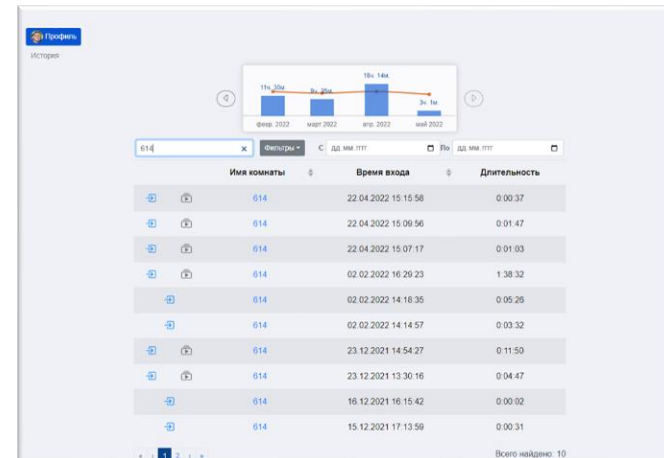 Профиль
История
11ч. 20м.
9ч. 25м.
18ч. 14м.
3ч. 1м
февр. 2022 март 2022 апр. 2022 май 2022
614 × Фильтры С дд.мм.гггг По дд.мм.гггг
Имя комнаты Время входа Длительность
614 22.04.2022 15:15:58 0:00:37
614 22.04.2022 15:09:56 0:01:47
614 22.04.2022 15:07:17 0:01:03
614 02.02.2022 16:29:23 1:38:32
614 02.02.2022 14:18:35 0:05:26
614 02.02.2022 14:14:57 0:03:32
614 23.12.2021 14:54:27 0:11:50
614 23.12.2021 13:30:16 0:04:47
614 16.12.2021 16:15:42 0:00:02
614 15.12.2021 17:13:59 0:00:31
« ‹ 1 2 › » Всего найдено: 10